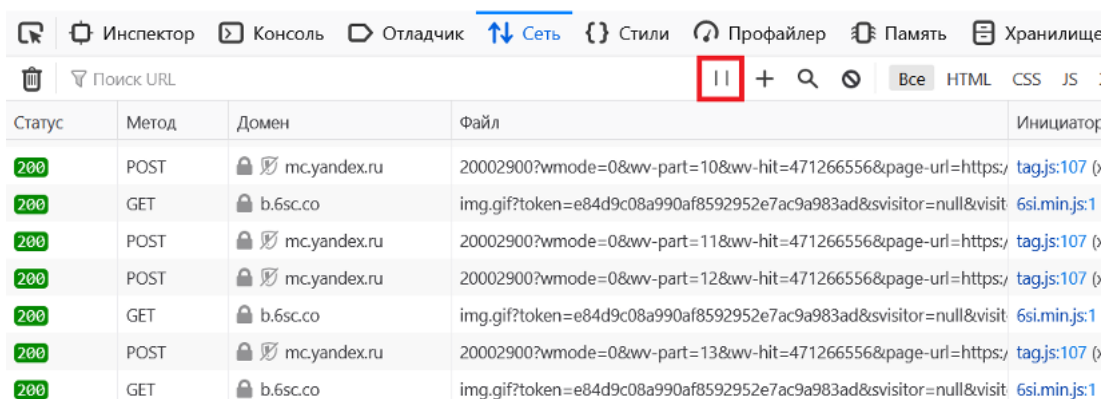 Инспектор Консоль Отладчик Сеть {} Стили Профайлер Память Хранилище
Поиск URL Все HTML CSS JS
Статус Метод Домен Файл Инициатор
200 POST mc.yandex.ru 20002900?wmode=0&wv-part=10&wv-hit=471266556&page-url=https:/ tag.js:107 (x
200 GET b.6sc.co img.gif?token=e84d9c08a990af8592952e7ac9a983ad&svisitor=null&visit 6si.min.js:1
200 POST mc.yandex.ru 20002900?wmode=0&wv-part=11&wv-hit=471266556&page-url=https:/ tag.js:107 (x
200 POST mc.yandex.ru 20002900?wmode=0&wv-part=12&wv-hit=471266556&page-url=https:/ tag.js:107 (x
200 GET b.6sc.co img.gif?token=e84d9c08a990af8592952e7ac9a983ad&svisitor=null&visit 6si.min.js:1
200 POST mc.yandex.ru 20002900?wmode=0&wv-part=13&wv-hit=471266556&page-url=https:/ tag.js:107 (x
200 GET b.6sc.co img.gif?token=e84d9c08a990af8592952e7ac9a983ad&svisitor=null&visit 6si.min.js:1